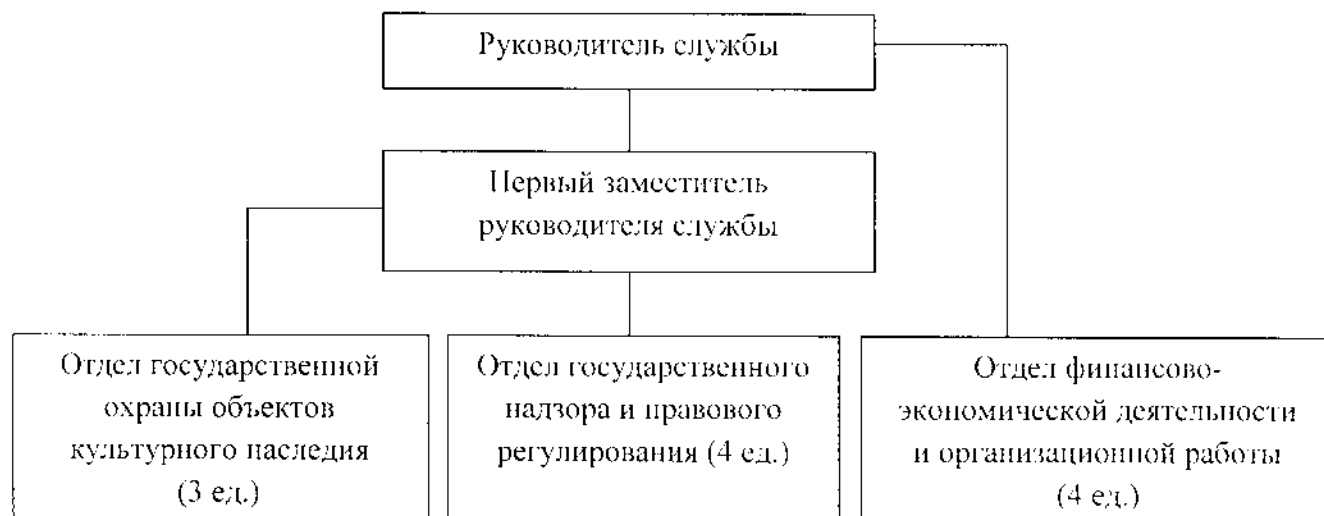 Руководитель службы
Первый заместитель
руководителя службы
Отдел государственной
охраны объектов
культурного наследия
(3 ед.)
Отдел государственного
надзора и правового
регулирования (4 ед.)
Отдел финансово-
экономической деятельности
и организационной работы
(4 ед.)